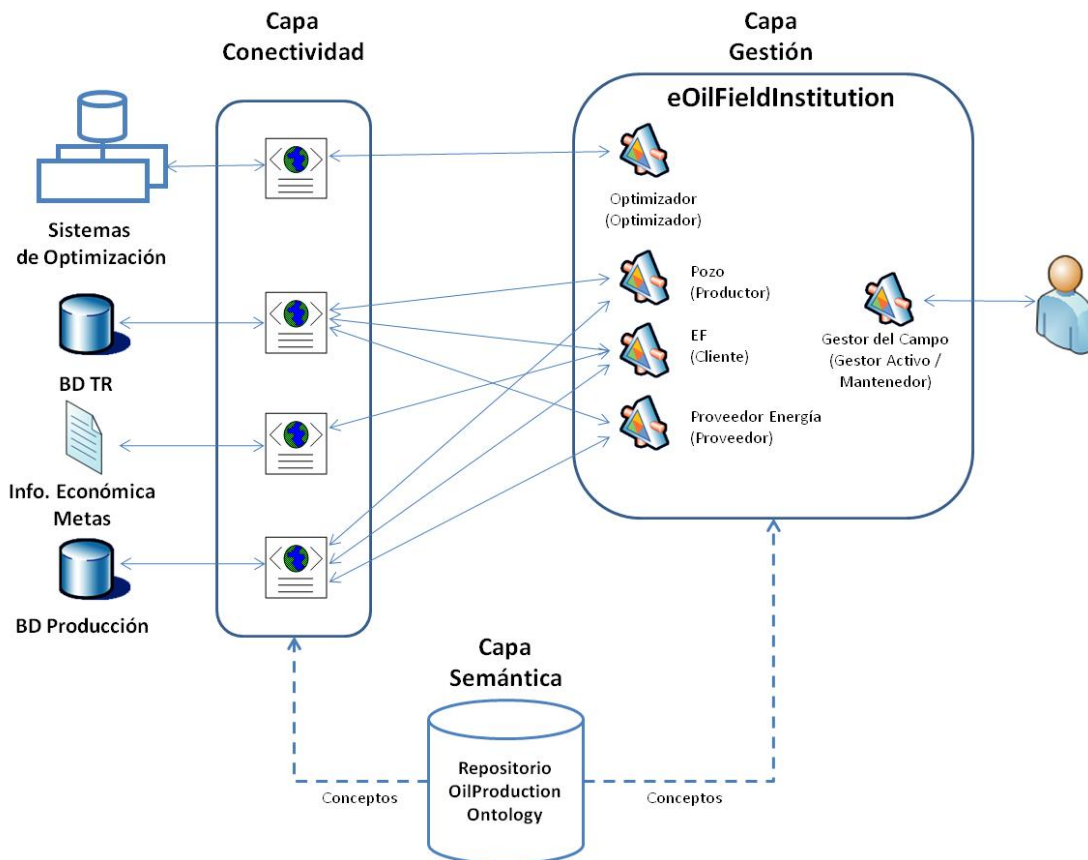 Capa
Conectividad
Capa
Gestión
eOilFieldInstitution
Sistemas
de Optimización
BD TR
Info. Económica
Metas
BD Producción
Optimizador
(Optimizador)
Pozo
(Productor)
EF
(Cliente)
Proveedor Energía
(Proveedor)
Gestor del Campo
(Gestor Activo /
Mantenedor)
Capa
Semántica
Repositorio
OilProduction
Ontology
Conceptos
Conceptos